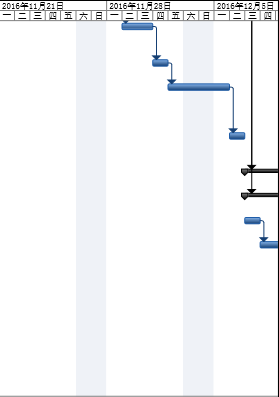 2016年11月21日 2016年11月28日 2016年12月5日
一 二 三 四 五 六 日 一 二 三 四 五 六 日 一 二 三 四